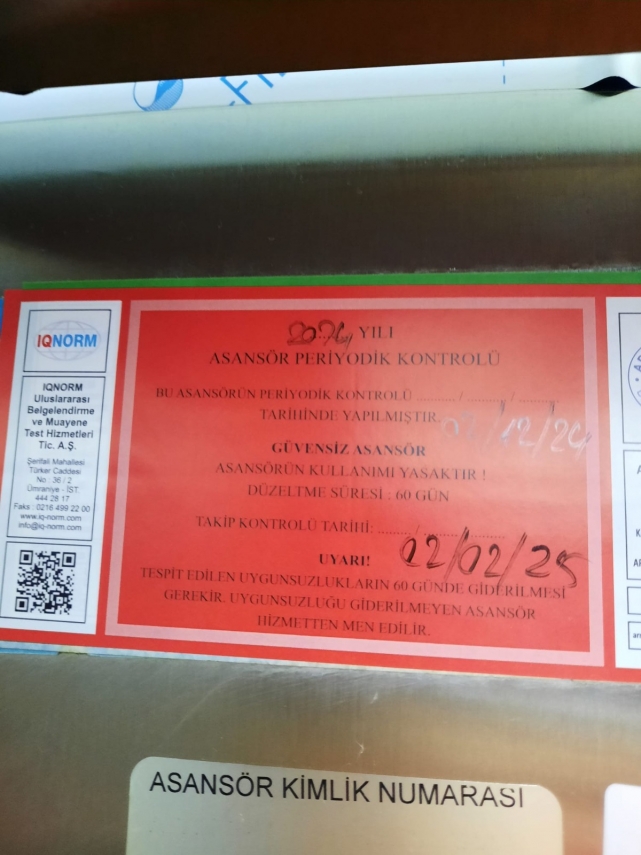 IQNORM
IQNORM
Uluslararası
Belgelendirme
ve Muayene
Test Hizmetleri
Tic. A.Ş.
Şerifali Mahallesi
Türker Caddesi
No : 36 / 2
Ümraniye - İST.
444 28 17
Faks : 0216 499 22 00
www.iq-norm.com
info@iq-norm.com
2024 YILI
ASANSÖR PERİYODİK KONTROLÜ
BU ASANSÖRÜN PERİYODİK KONTROLÜ ........ / ........ / ........
TARİHİNDE YAPILMIŞTIR. /12/24
GÜVENSİZ ASANSÖR
ASANSÖRÜN KULLANIMI YASAKTIR !
DÜZELTME SÜRESİ : 60 GÜN
TAKİP KONTROLÜ TARİHİ: ....... / ....... / .......
02/02/25
UYARI!
TESPİT EDİLEN UYGUNSUZLUKLARIN 60 GÜNDE GİDERİLMESİ
GEREKİR. UYGUNSUZLUĞU GİDERİLMEYEN ASANSÖR
HİZMETTEN MEN EDİLİR.
ASANSÖR KİMLİK NUMARASI